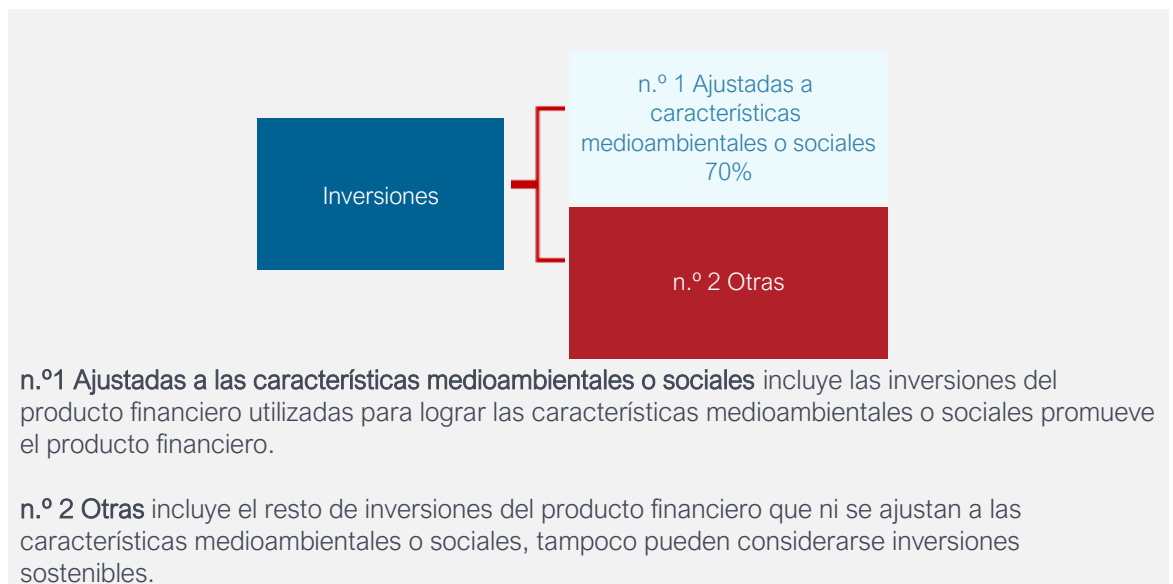 n.º 1 Ajustadas a
características
medioambientales o sociales
70%
Inversiones
n.º 2 Otras
n.º1 Ajustadas a las características medioambientales o sociales incluye las inversiones del
producto financiero utilizadas para lograr las características medioambientales o sociales promueve
el producto financiero.
n.º 2 Otras incluye el resto de inversiones del producto financiero que ni se ajustan a las
características medioambientales o sociales, tampoco pueden considerarse inversiones
sostenibles.